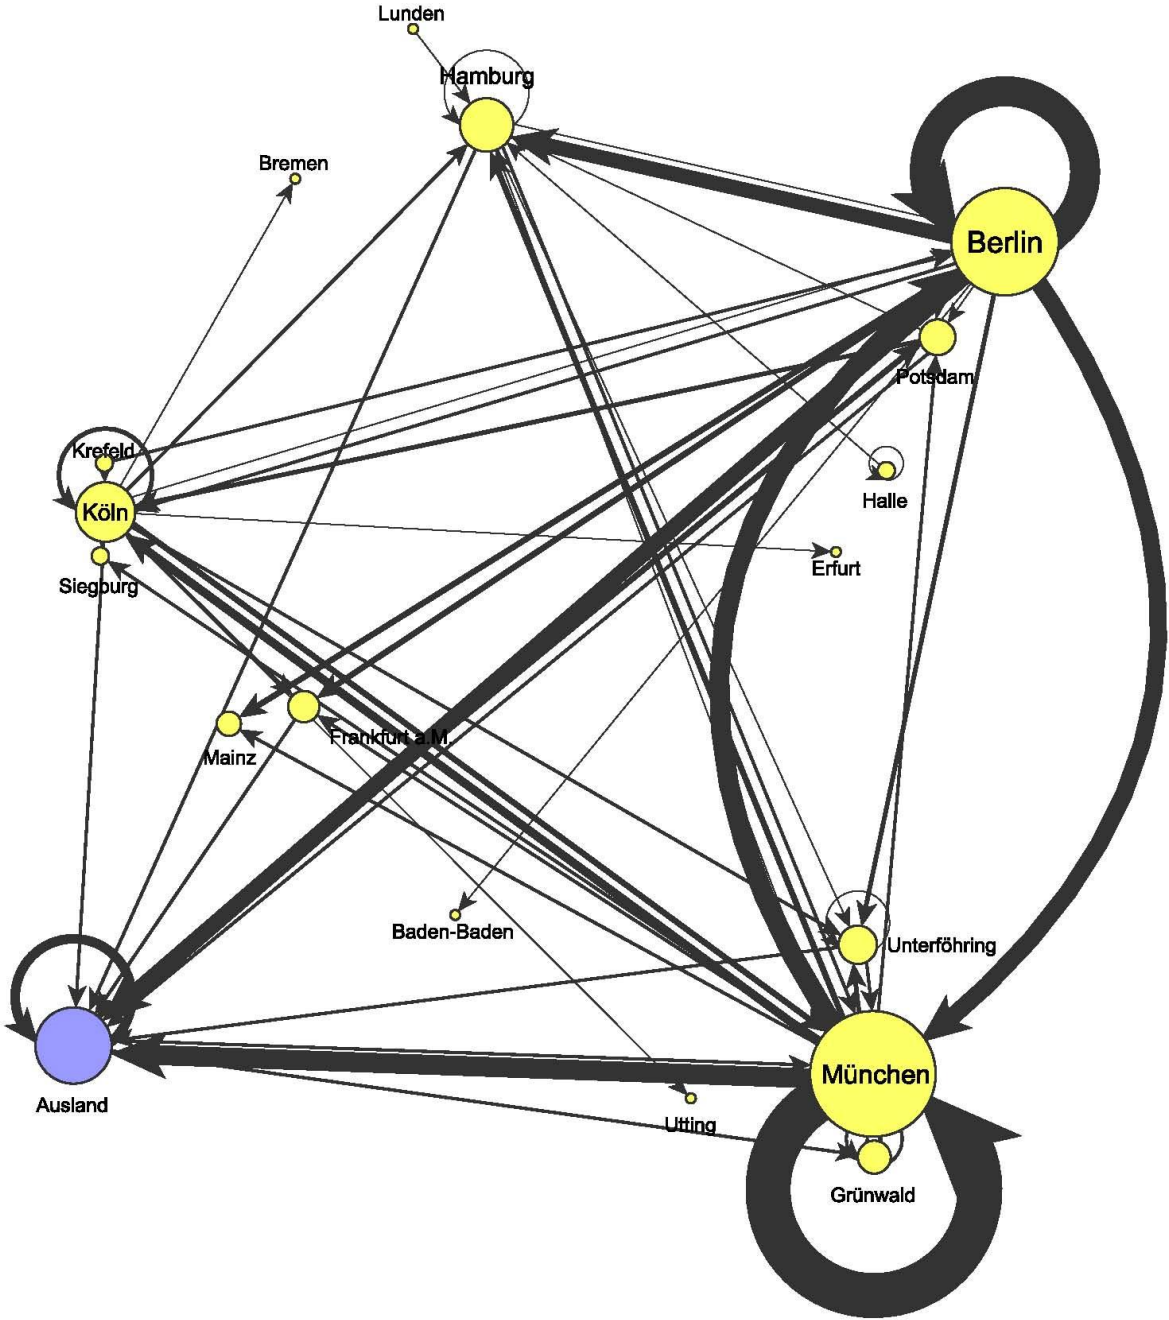 Lunden
Hamburg
Bremen
Berlin
Potsdam
Krefeld
Halle
Köln
Erfurt
Siegburg
Frankfurt a.M.
Mainz
Baden-Baden
Unterföhring
München
Ausland
Utting
Grünwald